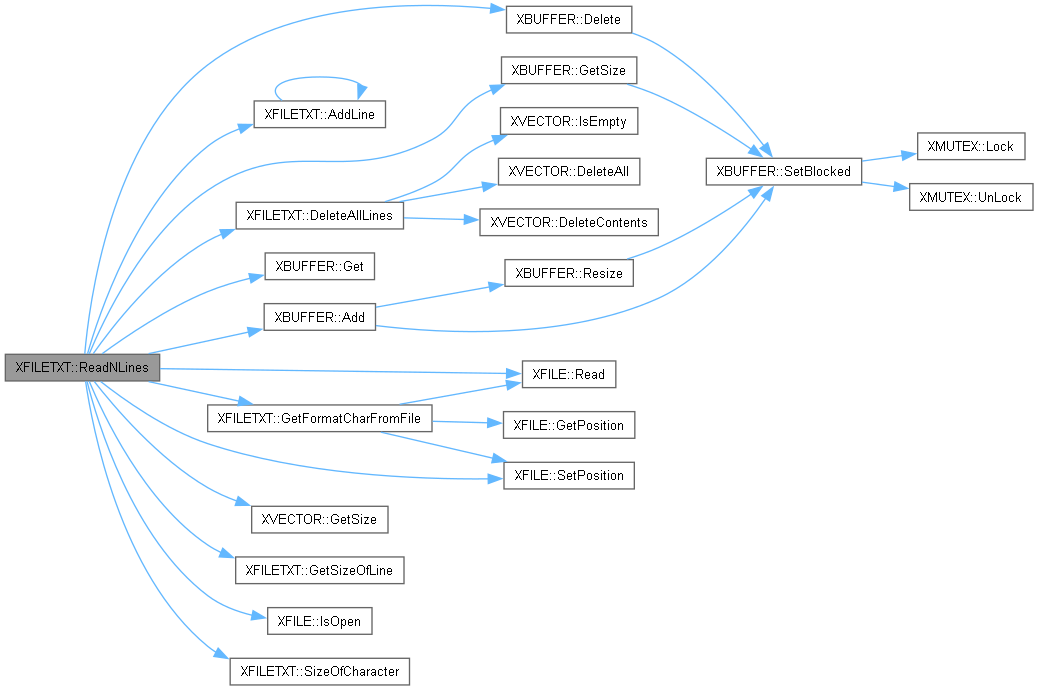 XBUFFER::Delete
XBUFFER::GetSize
XFILETXT::AddLine
XVECTOR::IsEmpty
XMUTEX::Lock
XVECTOR::DeleteAll
XBUFFER::SetBlocked
XMUTEX::UnLock
XFILETXT::DeleteAllLines
XVECTOR::DeleteContents
XBUFFER::Get
XBUFFER::Resize
XBUFFER::Add
XFILETXT::ReadNLines
XFILE::Read
XFILETXT::GetFormatCharFromFile
XFILE::GetPosition
XFILE::SetPosition
XVECTOR::GetSize
XFILETXT::GetSizeOfLine
XFILE::IsOpen
XFILETXT::SizeOfCharacter